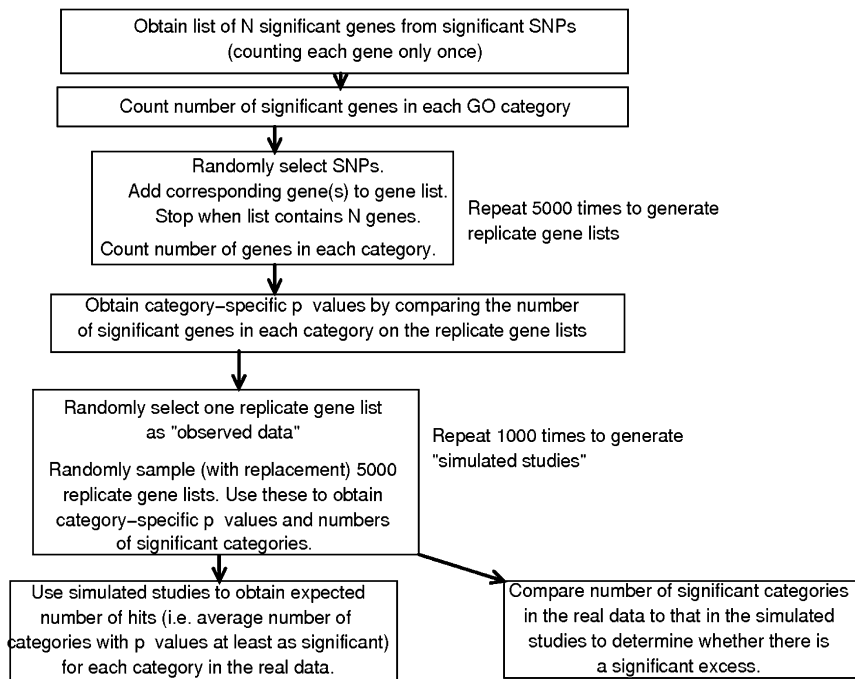 Obtain list of N significant genes from significant SNPs
(counting each gene only once)
Count number of significant genes in each GO category
Randomly select SNPs.
Add corresponding gene(s) to gene list.
Stop when list contains N genes.
Count number of genes in each category.
Repeat 5000 times to generate
replicate gene lists
Obtain category−specific p values by comparing the number
of significant genes in each category on the replicate gene lists
Randomly select one replicate gene list
as "observed data"
Randomly sample (with replacement) 5000
replicate gene lists. Use these to obtain
category−specific p values and numbers
of significant categories.
Repeat 1000 times to generate
"simulated studies"
Use simulated studies to obtain expected
number of hits (i.e. average number of
categories with p values at least as significant)
for each category in the real data.
Compare number of significant categories
in the real data to that in the simulated
studies to determine whether there is
a significant excess.